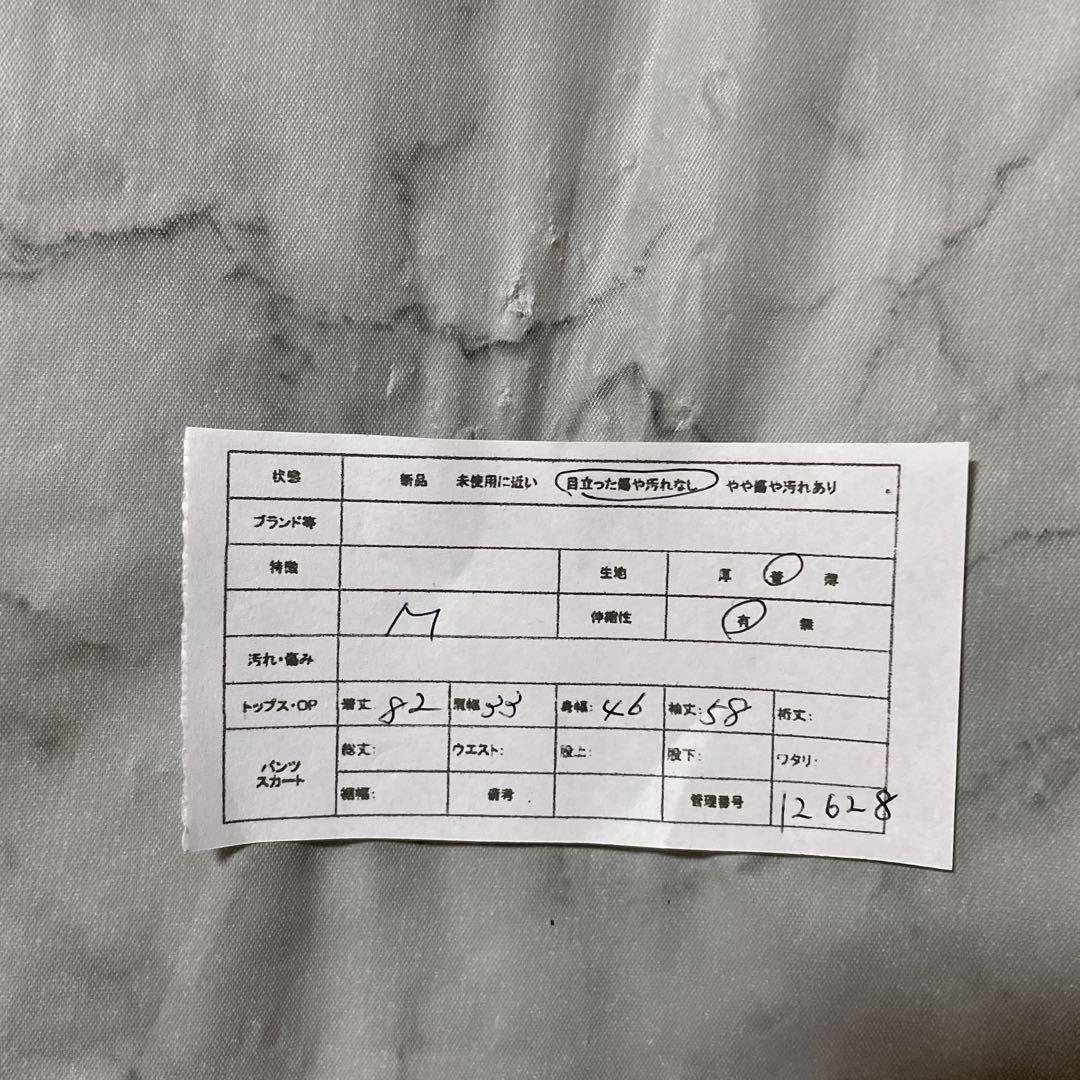 状態 新品 未使用に近い 目立った傷や汚れなし やや傷や汚れあり
ブランド等
特徴 生地 厚 普 薄
M 伸縮性 有 無
汚れ・傷み
トップス・OP 着丈 82 肩幅 33 身幅: 46 袖丈: 58 裄丈:
パンツ スカート 総丈: ウエスト: 股上: 股下: ワタリ:
裾幅: 備考 管理番号 12628